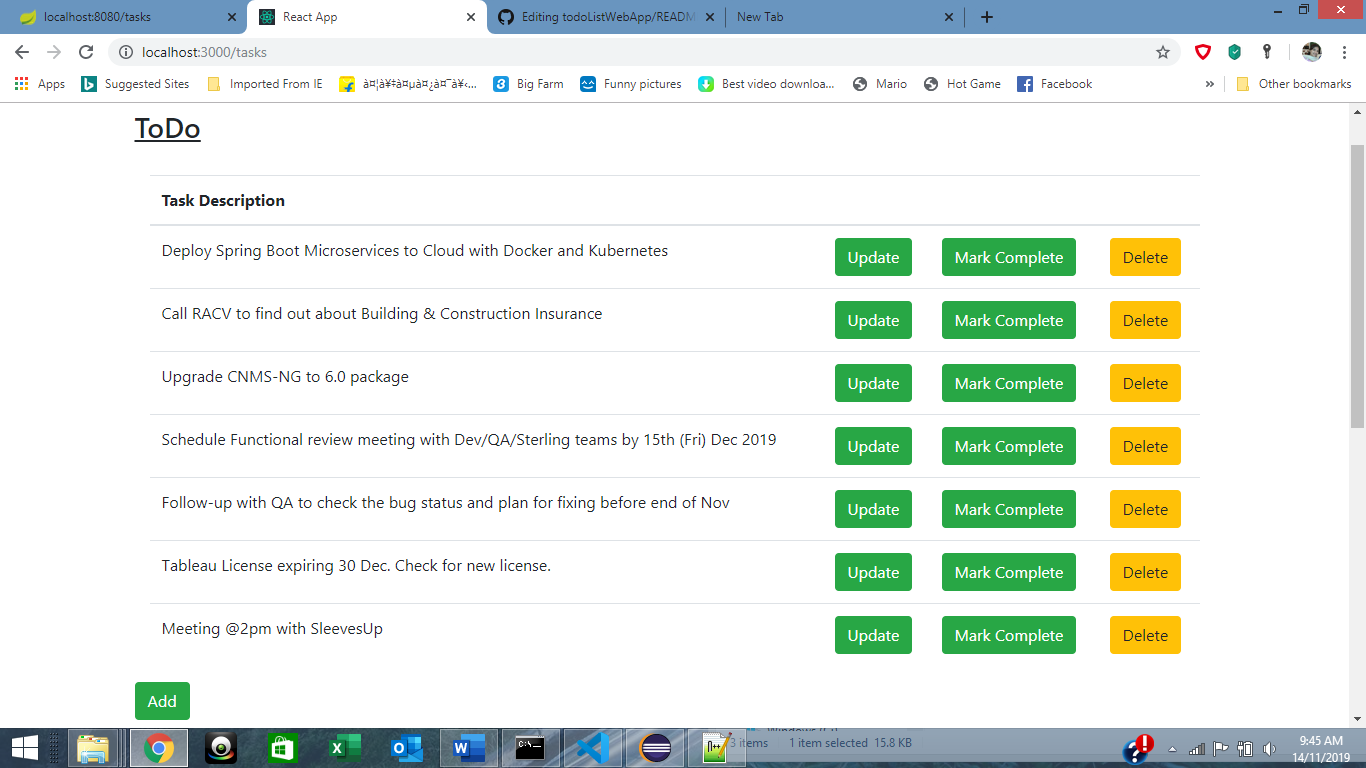 localhost:8080/tasks
React App
Editing todoListWebApp/READM
New Tab
localhost:3000/tasks
Apps
Suggested Sites
Imported From IE
à¤¦à¥‡à¤µà¤¿à¤¯à¥‹...
Big Farm
Funny pictures
Best video downloa...
Mario
Hot Game
Facebook
»
Other bookmarks
ToDo
Task Description
Deploy Spring Boot Microservices to Cloud with Docker and Kubernetes Update Mark Complete Delete
Call RACV to find out about Building & Construction Insurance Update Mark Complete Delete
Upgrade CNMS-NG to 6.0 package Update Mark Complete Delete
Schedule Functional review meeting with Dev/QA/Sterling teams by 15th (Fri) Dec 2019 Update Mark Complete Delete
Follow-up with QA to check the bug status and plan for fixing before end of Nov Update Mark Complete Delete
Tableau License expiring 30 Dec. Check for new license. Update Mark Complete Delete
Meeting @2pm with SleevesUp Update Mark Complete Delete
Add
3 items 1 item selected 15.8 KB
9:45 AM
14/11/2019